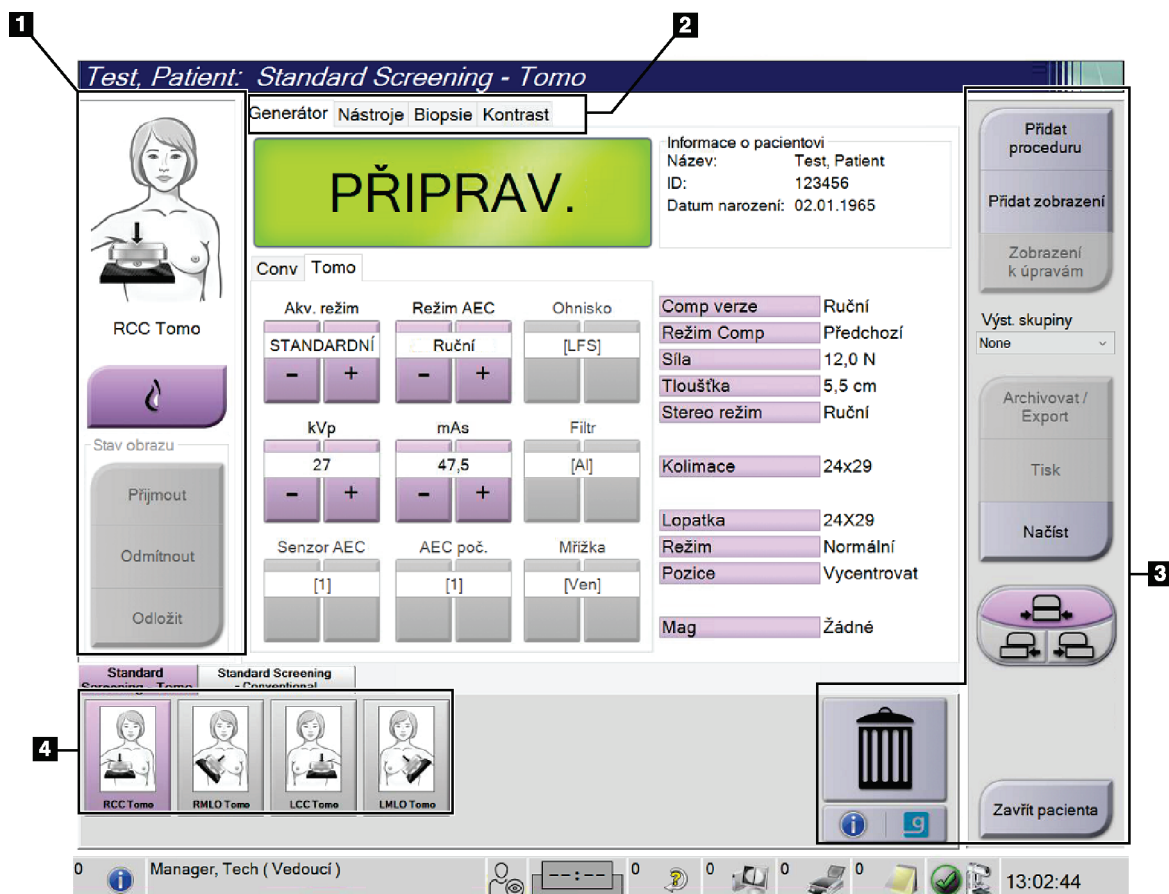 1
2
Test, Patient: Standard Screening - Tomo
Generátor Nástroje Biopsie Kontrast
PŘIPRAV.
Informace o pacientovi
Název: Test, Patient
ID: 123456
Datum narození: 02.01.1965
Přidat
proceduru
Přidat zobrazení
Zobrazení
k úpravám
RCC Tomo
Conv Tomo
Akv. režim Režim AEC Ohnisko
STANDARDNÍ Ruční [LFS]
- + - +
kVp mAs Filtr
27 47,5 [Al]
- + - +
Senzor AEC AEC poč. Mřížka
[1] [1] [Ven]
Comp verze Ruční
Režim Comp Předchozí
Síla 12,0 N
Tloušťka 5,5 cm
Stereo režim Ruční
Kolimace 24x29
Lopatka 24X29
Režim Normální
Pozice Vycentrovat
Mag Žádné
Výst. skupiny
None
Archivovat /
Export
Tisk
Načíst
3
Stav obrazu
Přijmout
Odmítnout
Odložit
Standard
Screening - Tomo
Standard Screening
- Conventional
4
RCC Tomo RMLO Tomo LCC Tomo LMLO Tomo
Zavřít pacienta
0 Manager, Tech ( Vedoucí ) --:-- 0 0 0 0 13:02:44